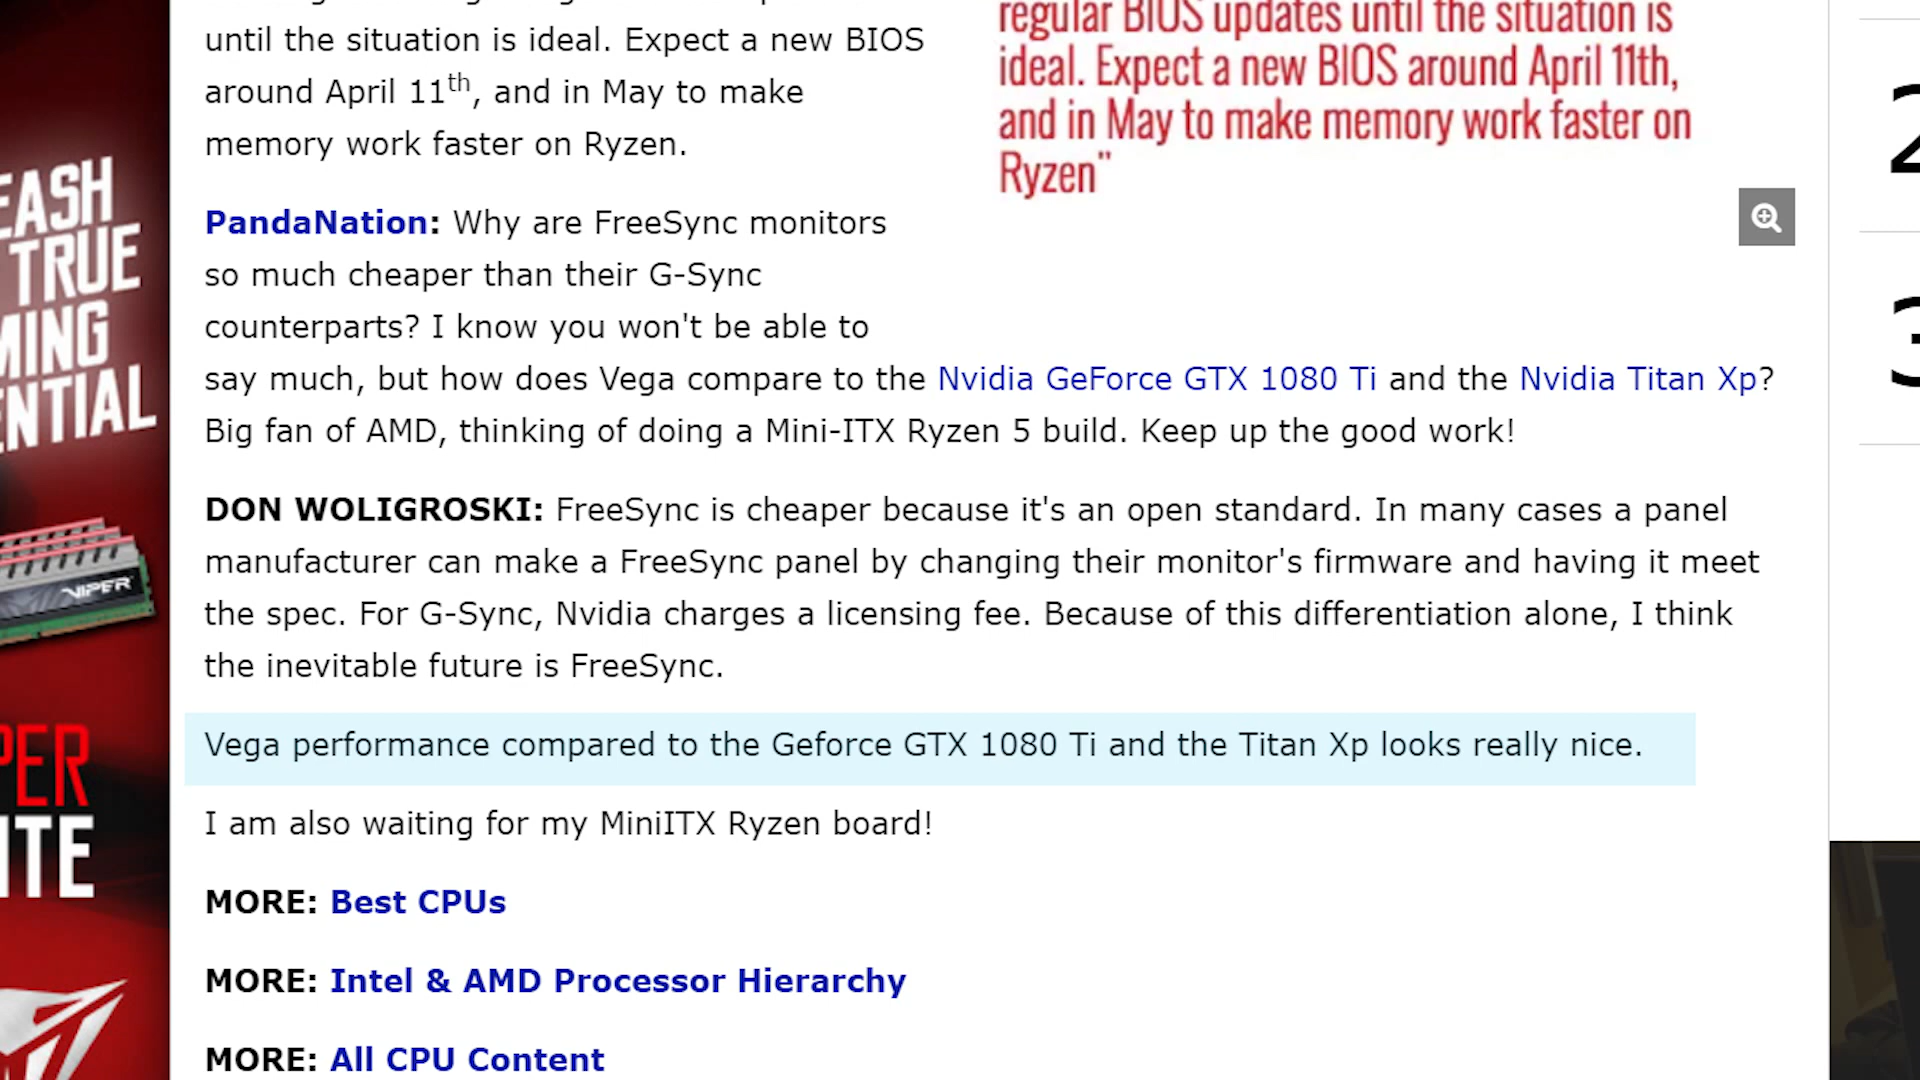 until the situation is ideal. Expect a new BIOS
around April 11th, and in May to make
memory work faster on Ryzen.
regular BIOS updates until the situation is
ideal. Expect a new BIOS around April 11th,
and in May to make memory work faster on
Ryzen"
PandaNation: Why are FreeSync monitors
so much cheaper than their G-Sync
counterparts? I know you won't be able to
say much, but how does Vega compare to the Nvidia GeForce GTX 1080 Ti and the Nvidia Titan Xp?
Big fan of AMD, thinking of doing a Mini-ITX Ryzen 5 build. Keep up the good work!
DON WOLIGROSKI: FreeSync is cheaper because it's an open standard. In many cases a panel
manufacturer can make a FreeSync panel by changing their monitor's firmware and having it meet
the spec. For G-Sync, Nvidia charges a licensing fee. Because of this differentiation alone, I think
the inevitable future is FreeSync.
Vega performance compared to the Geforce GTX 1080 Ti and the Titan Xp looks really nice.
I am also waiting for my MiniITX Ryzen board!
MORE: Best CPUs
MORE: Intel & AMD Processor Hierarchy
MORE: All CPU Content
EASH
TRUE
MING
ENTIAL
VIPER
PER
ITE
2
3